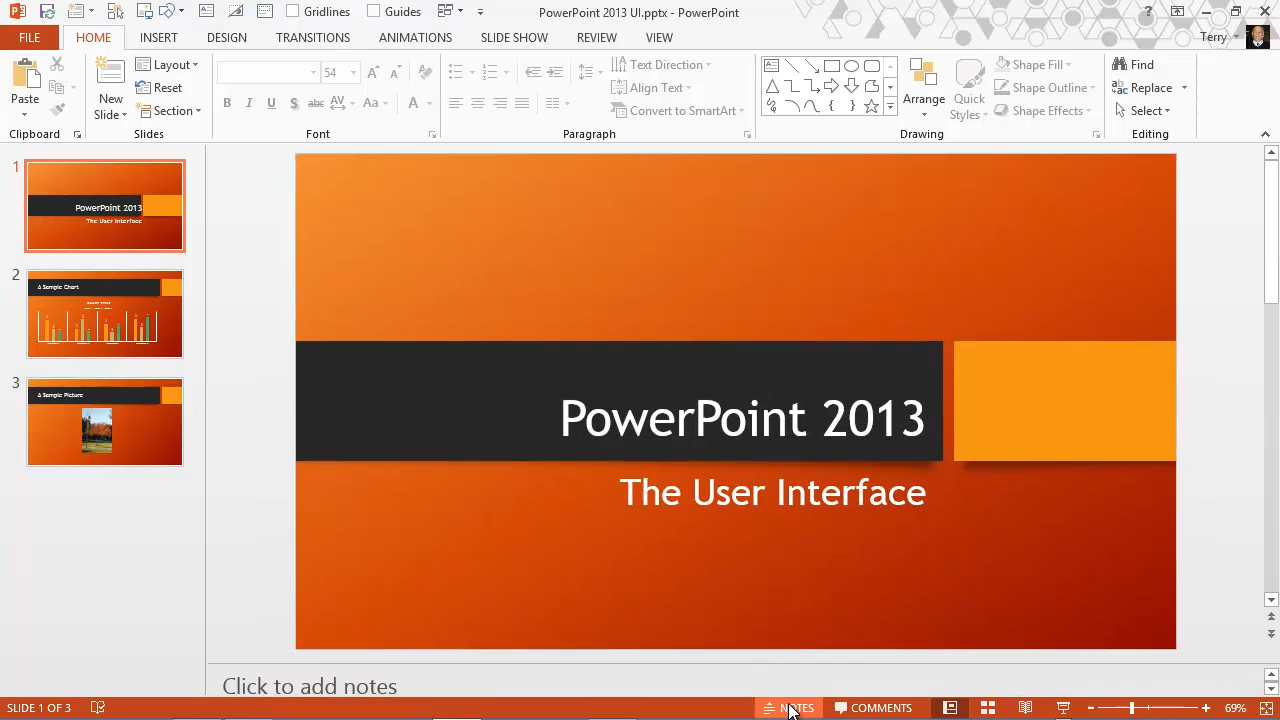 Gridlines
Guides
PowerPoint 2013 UI.pptx - PowerPoint
?
FILE
HOME
INSERT
DESIGN
TRANSITIONS
ANIMATIONS
SLIDE SHOW
REVIEW
VIEW
Terry
Paste
New
Slide
Layout
Reset
Section
54
B I U S abc AV Aa A
Text Direction
Align Text
Convert to SmartArt
Arrange
Quick
Styles
Shape Fill
Shape Outline
Shape Effects
Find
Replace
Select
Clipboard
Slides
Font
Paragraph
Drawing
Editing
1
PowerPoint 2013
The User Interface
2
A Sample Chart
3
A Sample Picture
PowerPoint 2013
The User Interface
Click to add notes
SLIDE 1 OF 3
NOTES
COMMENTS
69%